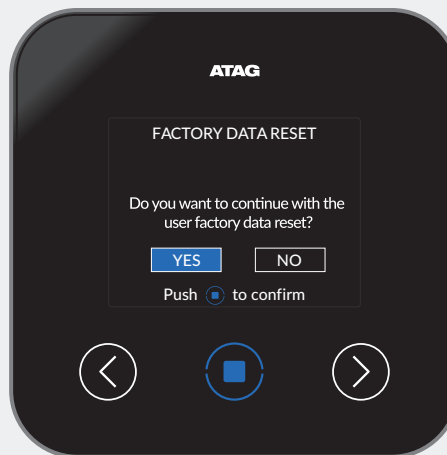 ATAG
FACTORY DATA RESET
Do you want to continue with the
user factory data reset?
YES NO
Push to confirm